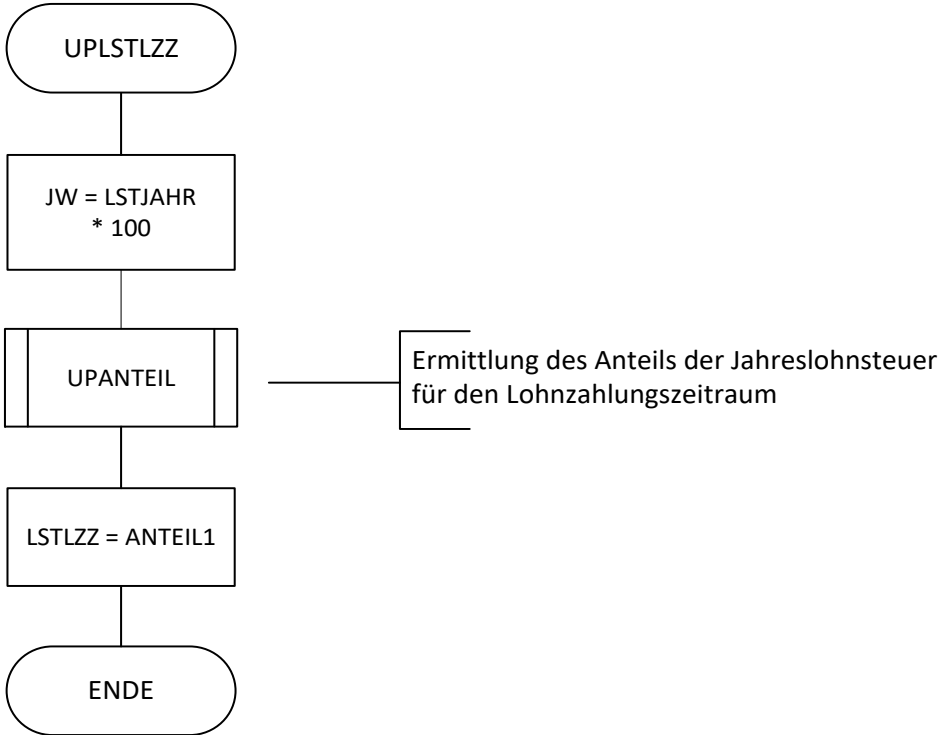 UPLSTLZZ
JW = LSTJAHR
* 100
UPANTEIL
Ermittlung des Anteils der Jahreslohnsteuer
für den Lohnzahlungszeitraum
LSTLZZ = ANTEIL1
ENDE